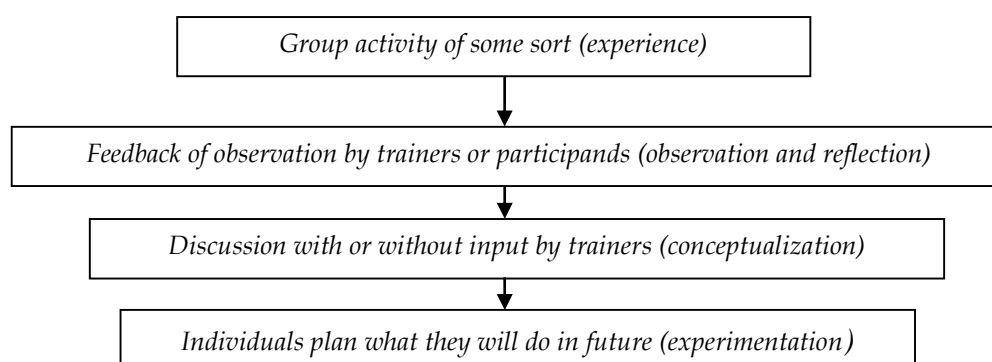 Group activity of some sort (experience)
Feedback of observation by trainers or participands (observation and reflection)
Discussion with or without input by trainers (conceptualization)
Individuals plan what they will do in future (experimentation)